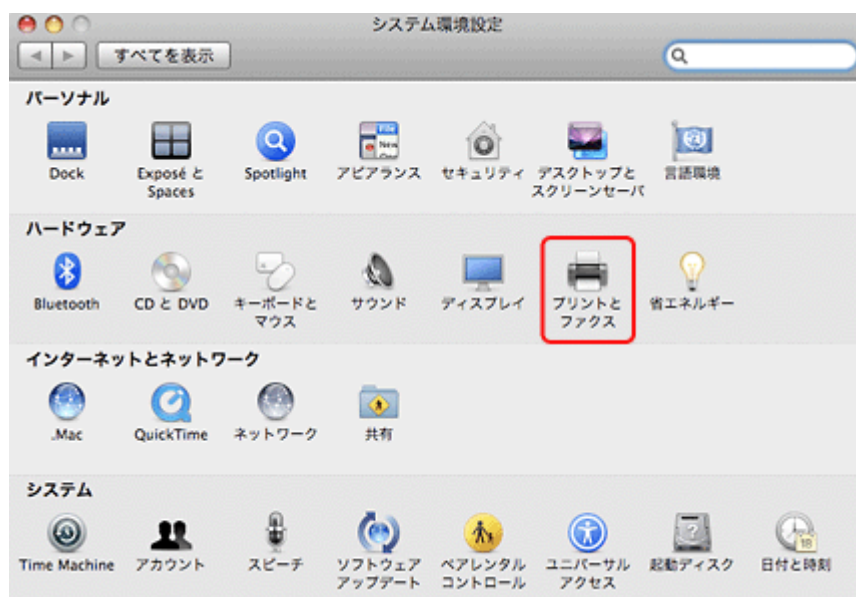 システム環境設定
すべてを表示
パーソナル
Dock
Exposé と
Spaces
Spotlight
アピアランス
セキュリティ
デスクトップと
スクリーンセーバ
言語環境
ハードウェア
Bluetooth
CD と DVD
キーボードと
マウス
サウンド
ディスプレイ
プリントと
ファクス
省エネルギー
インターネットとネットワーク
.Mac
QuickTime
ネットワーク
共有
システム
Time Machine
アカウント
スピーチ
ソフトウェア
アップデート
ペアレンタル
コントロール
ユニバーサル
アクセス
起動ディスク
日付と時刻